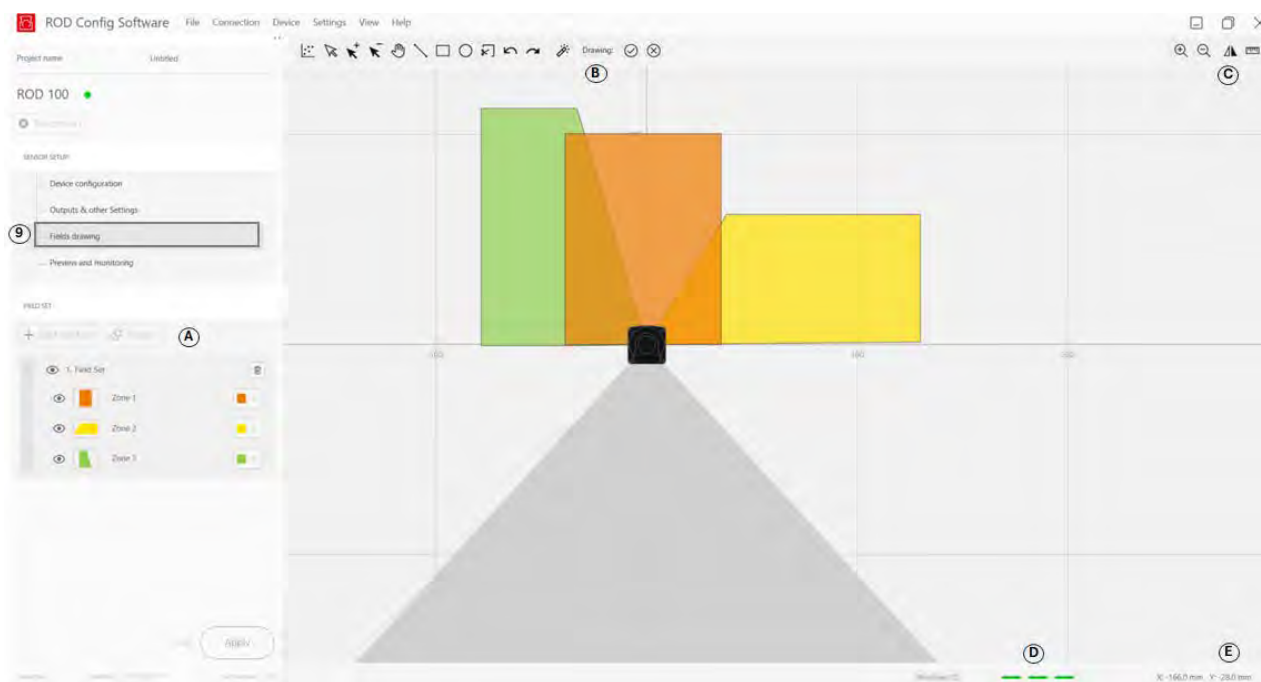 ROD Config Software File Connection Device Settings View Help
Project name Untitled
Drawing:
B
C
ROD 100
SENSOR SETUP
Device configuration
Outputs & other Settings
9 Fields drawing
Preview and monitoring
FIELD SET
A
1. Field Set
Zone 1
Zone 2
Zone 3
Apply
D
E
X: -166.0 mm Y: -28.0 mm